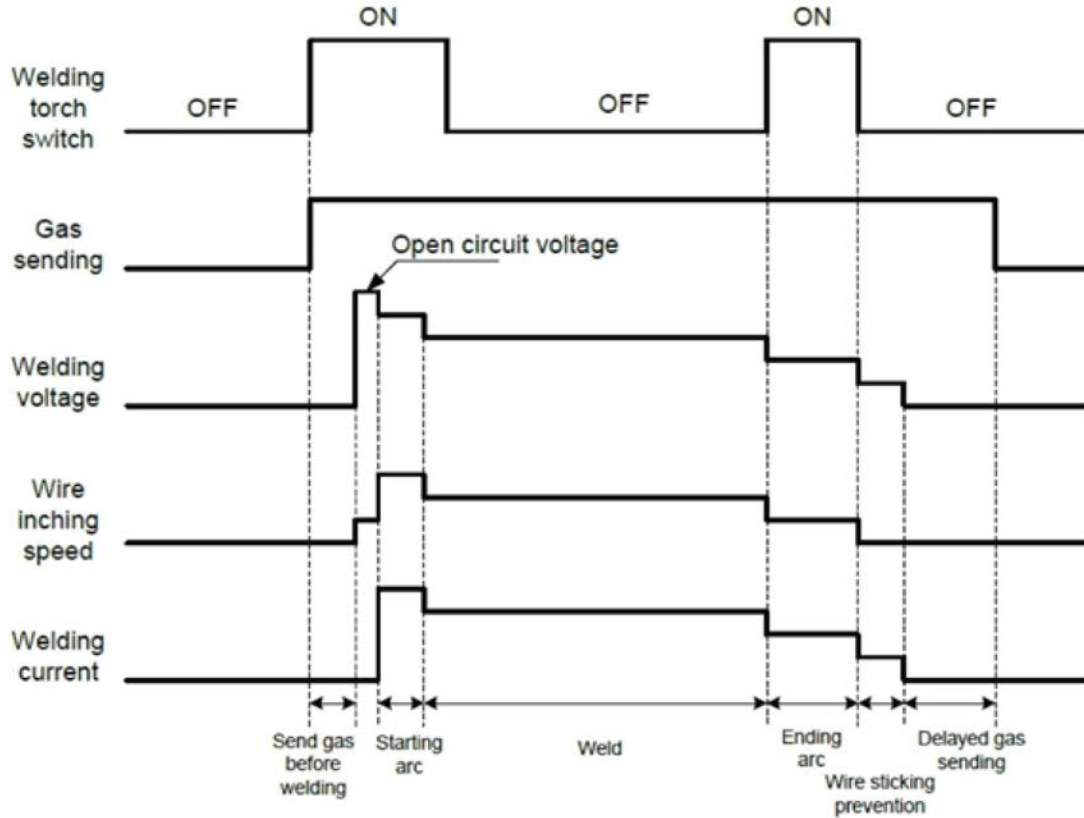 ON
ON
Welding
torch
switch
OFF
OFF
OFF
Gas
sending
Open circuit voltage
Welding
voltage
Wire
inching
speed
Welding
current
Send gas
before
welding
Starting
arc
Weld
Ending
arc
Wire sticking
prevention
Delayed gas
sending